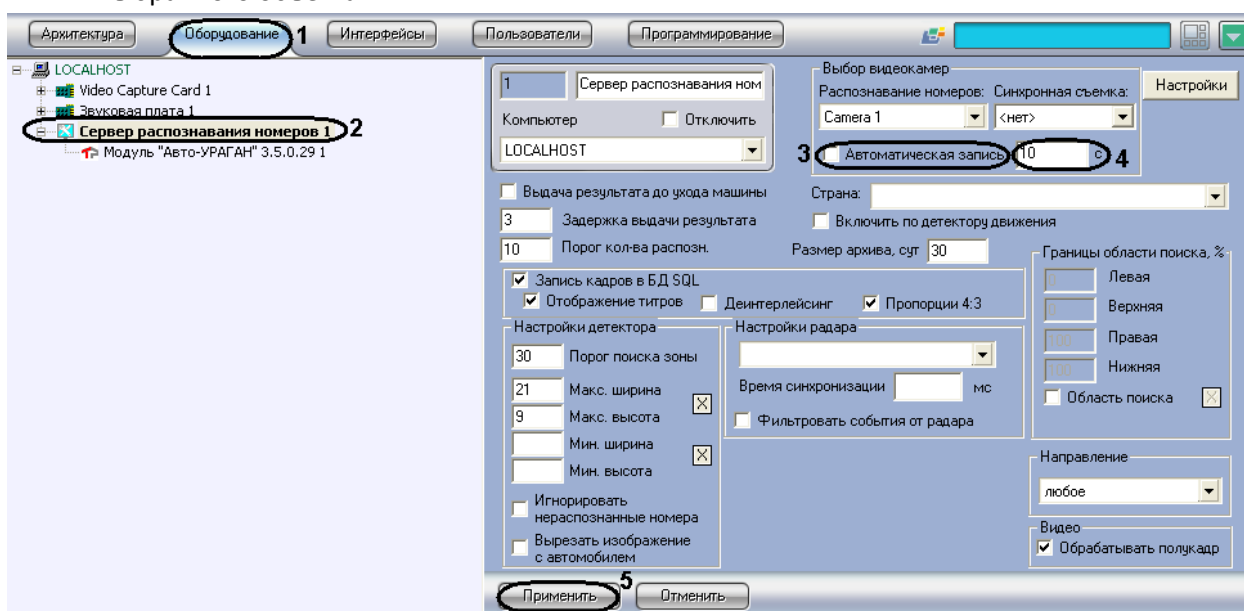 Архитектура Оборудование 1 Интерфейсы Пользователи Программирование
LOCALHOST
Video Capture Card 1
Звуковая плата 1
Сервер распознавания номеров 1 2
Модуль "Авто-УРАГАН" 3.5.0.29 1
1 Сервер распознавания ном
Компьютер Отключить
LOCALHOST
Выбор видеокамер
Распознавание номеров: Синхронная съемка:
Camera 1 <нет>
3 Автоматическая запись 10 с 4
Настройки
Выдача результата до ухода машины
3 Задержка выдачи результата
10 Порог кол-ва распозн.
Страна:
Включить по детектору движения
Размер архива, сут 30
Запись кадров в БД SQL
Отображение титров Деинтерлейсинг Пропорции 4:3
Границы области поиска, %
0 Левая
0 Верхняя
100 Правая
100 Нижняя
Область поиска X
Настройки детектора
30 Порог поиска зоны
21 Макс. ширина
X
9 Макс. высота
Мин. ширина
X
Мин. высота
Игнорировать
нераспознанные номера
Вырезать изображение
с автомобилем
Настройки радара
Время синхронизации мс
Фильтровать события от радара
Направление
любое
Видео
Обрабатывать полукадр
Применить 5 Отменить